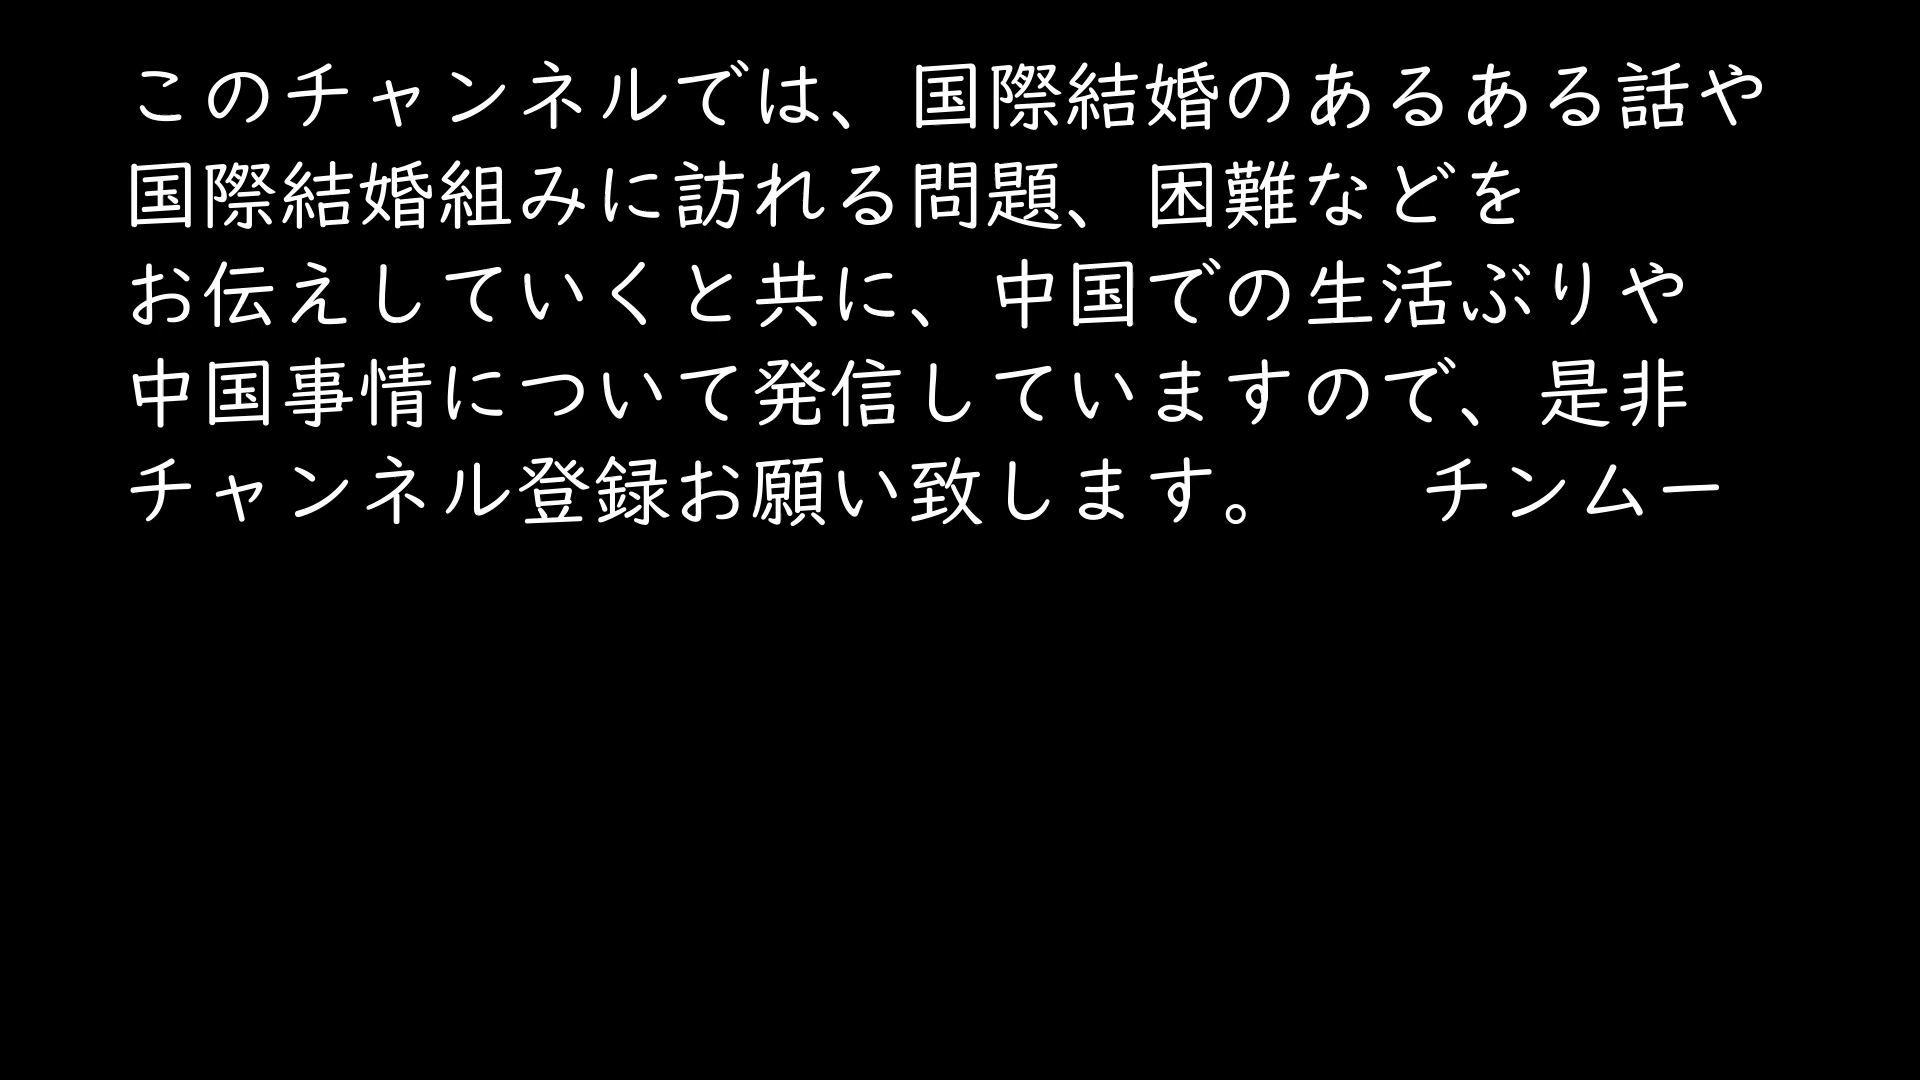 このチャンネルでは、国際結婚のあるある話や
国際結婚組みに訪れる問題、困難などを
お伝えしていくと共に、中国での生活ぶりや
中国事情について発信していますので、是非
チャンネル登録お願い致します。　　チンムー